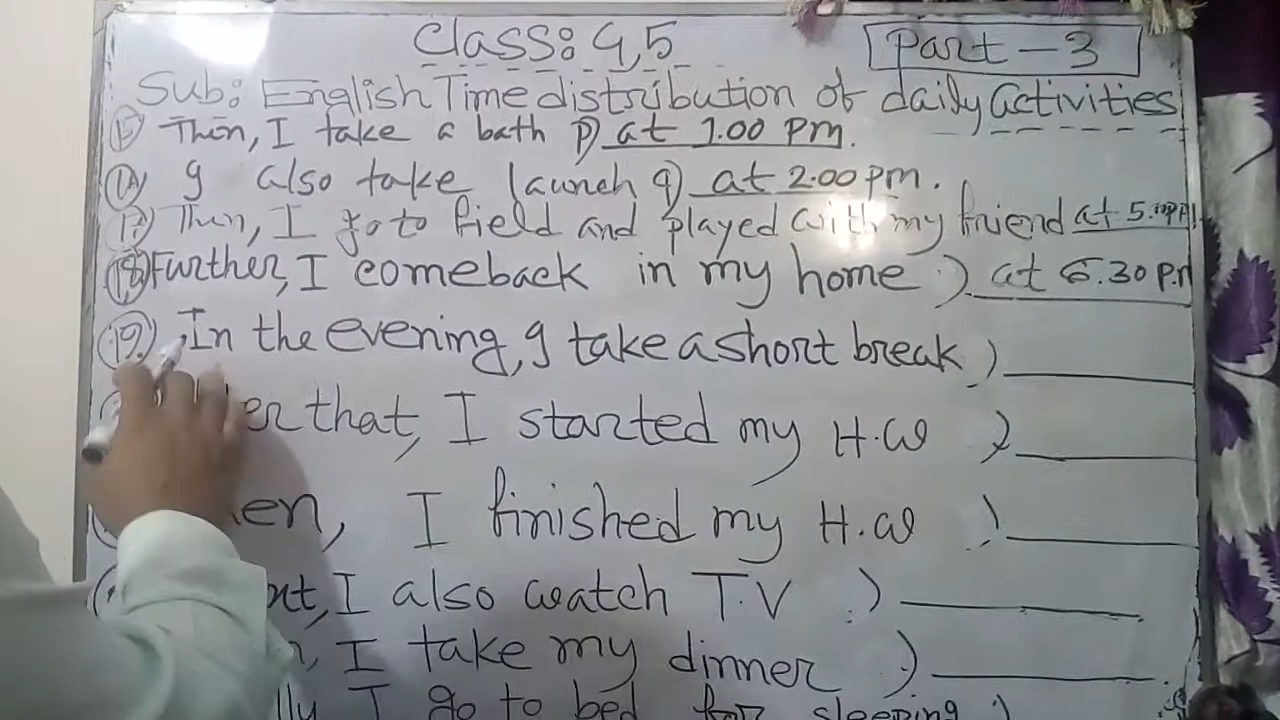 Class: 4,5
Part - 3
Sub: English Time distribution of daily activities
15) Then, I take a bath p) at 1.00 pm.
16) I also take launch q) at 2.00 pm.
17) Then, I go to field and played with my friend at 5.00 pm
18) Further, I comeback in my home ) at 6.30 p.m
19) In the evening, I take a short break )
that, I started my H.W )
I finished my H.W )
I also watch T.V )
I take my dinner )
I go to bed for sleeping )